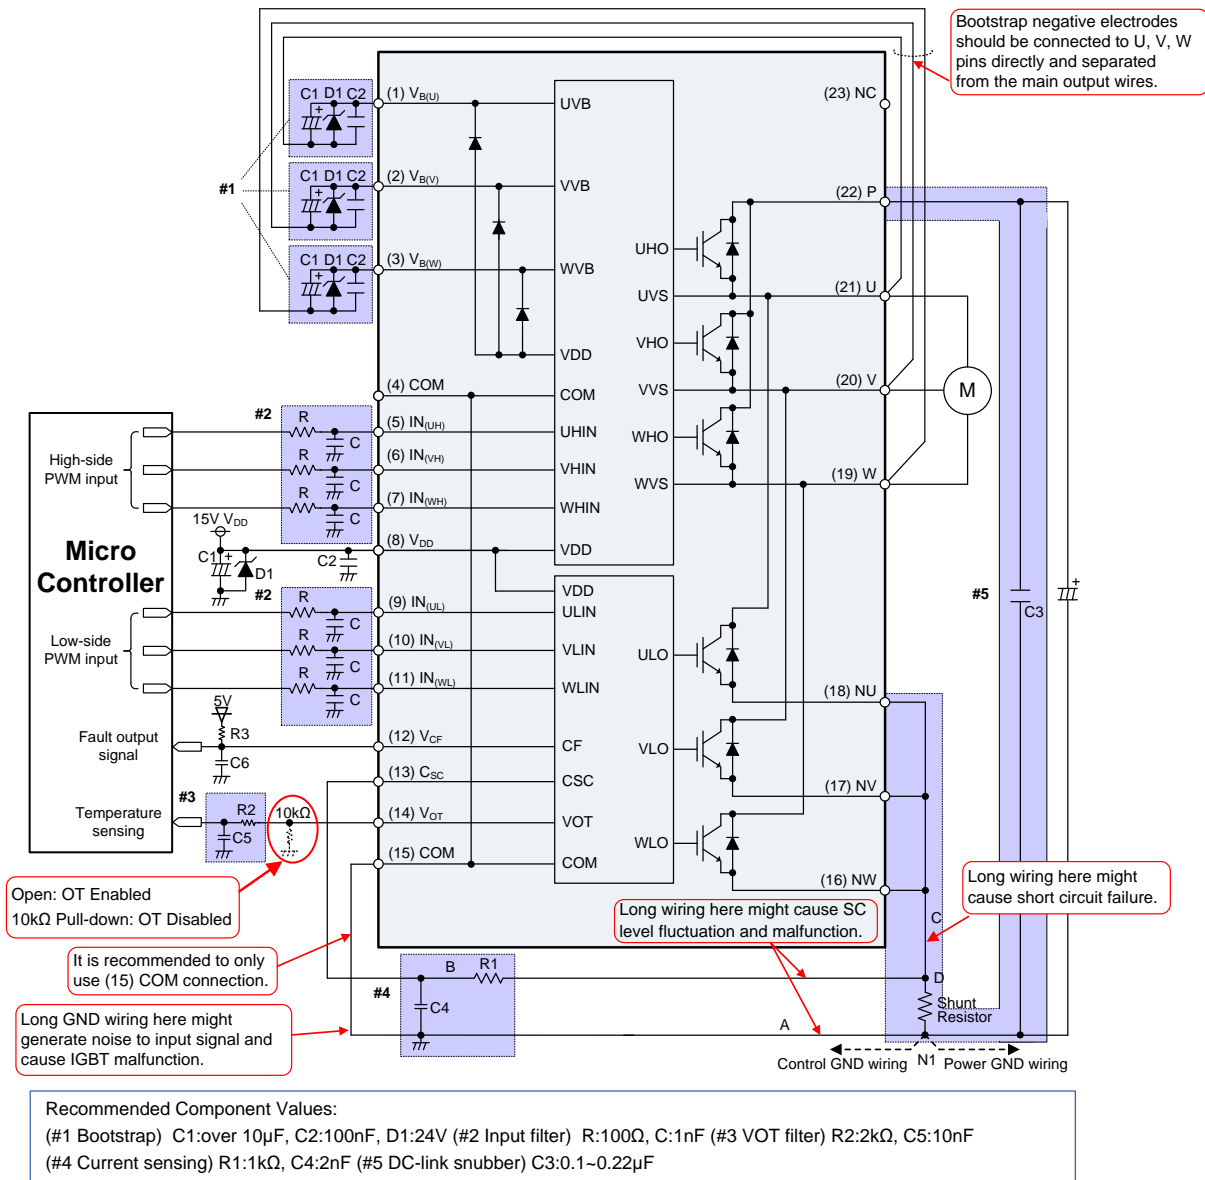 Bootstrap negative electrodes
should be connected to U, V, W
pins directly and separated
from the main output wires.
C1 D1 C2
+
(1) VB(U)
UVB
(23) NC
#1
C1 D1 C2
+
(2) VB(V)
VVB
(22) P
C1 D1 C2
+
(3) VB(W)
WVB
UHO
UVS
(21) U
VHO
VDD
VVS
(20) V
M
(4) COM
COM
#2
R
C
(5) IN(UH)
UHIN
WHO
High-side
PWM input
R
C
(6) IN(VH)
VHIN
WVS
(19) W
R
C
(7) IN(WH)
WHIN
15V VDD
Micro
Controller
C1
+
D1
C2
(8) VDD
VDD
VDD
#5
C3
+
#2
R
C
(9) IN(UL)
ULIN
Low-side
PWM input
R
C
(10) IN(VL)
VLIN
ULO
R
C
(11) IN(WL)
WLIN
(18) NU
5V
R3
Fault output
signal
C6
(12) VCF
CF
VLO
(13) CSC
CSC
(17) NV
#3
Temperature
sensing
R2
C5
10kΩ
(14) VOT
VOT
WLO
(15) COM
COM
(16) NW
Open: OT Enabled
10kΩ Pull-down: OT Disabled
Long wiring here might
cause short circuit failure.
Long wiring here might cause SC
level fluctuation and malfunction.
C
It is recommended to only
use (15) COM connection.
B
R1
D
#4
C4
Shunt
Resistor
Long GND wiring here might
generate noise to input signal and
cause IGBT malfunction.
A
Control GND wiring
N1
Power GND wiring
Recommended Component Values:
(#1 Bootstrap) C1:over 10µF, C2:100nF, D1:24V (#2 Input filter) R:100Ω, C:1nF (#3 VOT filter) R2:2kΩ, C5:10nF
(#4 Current sensing) R1:1kΩ, C4:2nF (#5 DC-link snubber) C3:0.1~0.22µF